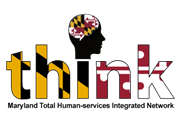 think
Maryland Total Human-services Integrated Network